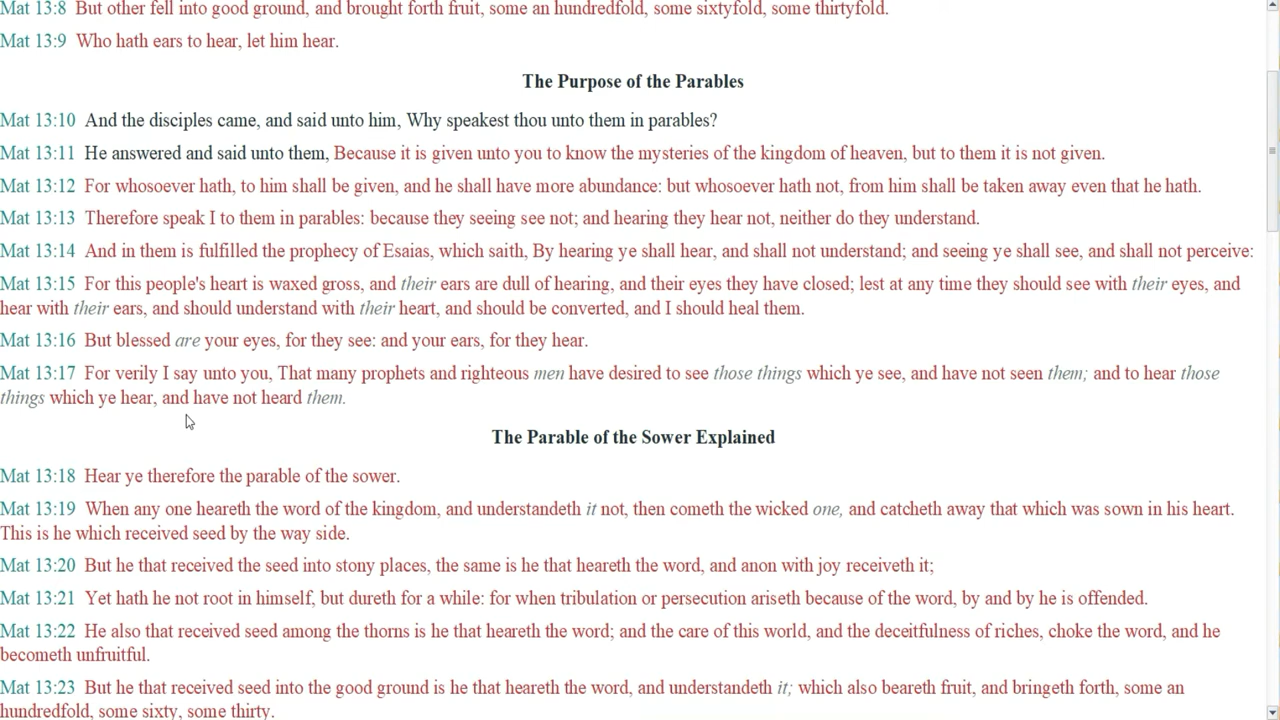 Mat 13:8 But other fell into good ground, and brought forth fruit, some an hundredfold, some sixtyfold, some thirtyfold.
Mat 13:9 Who hath ears to hear, let him hear.
The Purpose of the Parables
Mat 13:10 And the disciples came, and said unto him, Why speakest thou unto them in parables?
Mat 13:11 He answered and said unto them, Because it is given unto you to know the mysteries of the kingdom of heaven, but to them it is not given.
Mat 13:12 For whosoever hath, to him shall be given, and he shall have more abundance: but whosoever hath not, from him shall be taken away even that he hath.
Mat 13:13 Therefore speak I to them in parables: because they seeing see not; and hearing they hear not, neither do they understand.
Mat 13:14 And in them is fulfilled the prophecy of Esaias, which saith, By hearing ye shall hear, and shall not understand; and seeing ye shall see, and shall not perceive:
Mat 13:15 For this people's heart is waxed gross, and their ears are dull of hearing, and their eyes they have closed; lest at any time they should see with their eyes, and
hear with their ears, and should understand with their heart, and should be converted, and I should heal them.
Mat 13:16 But blessed are your eyes, for they see: and your ears, for they hear.
Mat 13:17 For verily I say unto you, That many prophets and righteous men have desired to see those things which ye see, and have not seen them; and to hear those
things which ye hear, and have not heard them.
The Parable of the Sower Explained
Mat 13:18 Hear ye therefore the parable of the sower.
Mat 13:19 When any one heareth the word of the kingdom, and understandeth it not, then cometh the wicked one, and catcheth away that which was sown in his heart.
This is he which received seed by the way side.
Mat 13:20 But he that received the seed into stony places, the same is he that heareth the word, and anon with joy receiveth it;
Mat 13:21 Yet hath he not root in himself, but dureth for a while: for when tribulation or persecution ariseth because of the word, by and by he is offended.
Mat 13:22 He also that received seed among the thorns is he that heareth the word; and the care of this world, and the deceitfulness of riches, choke the word, and he
becometh unfruitful.
Mat 13:23 But he that received seed into the good ground is he that heareth the word, and understandeth it; which also beareth fruit, and bringeth forth, some an
hundredfold, some sixty, some thirty.